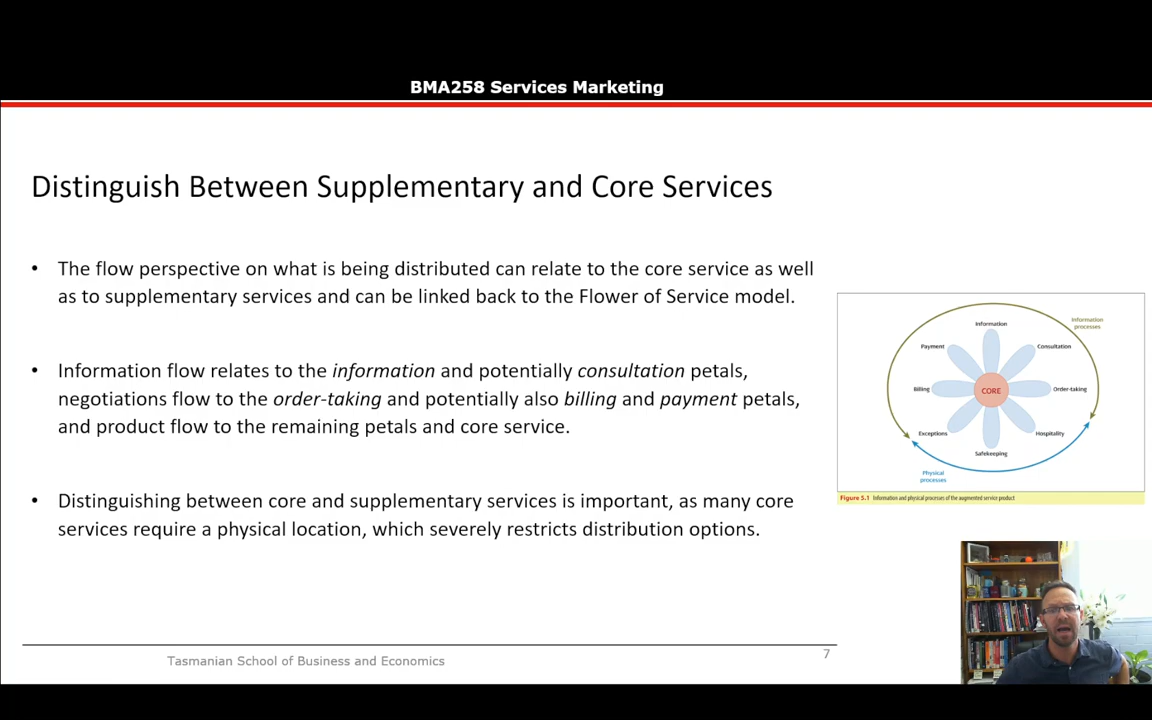 BMA258 Services Marketing
Distinguish Between Supplementary and Core Services
• The flow perspective on what is being distributed can relate to the core service as well
as to supplementary services and can be linked back to the Flower of Service model.
• Information flow relates to the information and potentially consultation petals,
negotiations flow to the order-taking and potentially also billing and payment petals,
and product flow to the remaining petals and core service.
• Distinguishing between core and supplementary services is important, as many core
services require a physical location, which severely restricts distribution options.
Information
processes
Information
Payment
Consultation
Billing
CORE
Order-taking
Exceptions
Hospitality
Safekeeping
Physical
processes
Figure 5.1 Information and physical processes of the augmented service product
Tasmanian School of Business and Economics
7